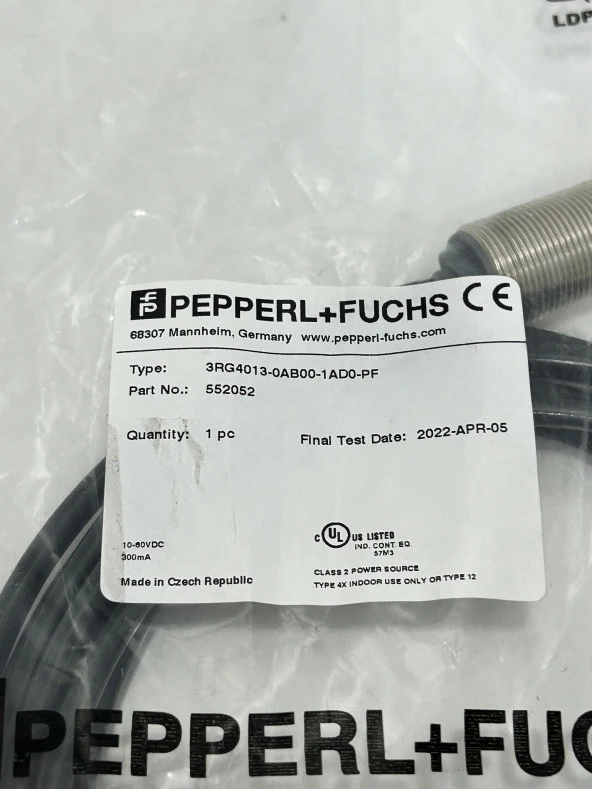 LDP
PEPPERL+FUCHS CE
68307 Mannheim, Germany www.pepperl-fuchs.com
Type: 3RG4013-0AB00-1AD0-PF
Part No.: 552052
Quantity: 1 pc Final Test Date: 2022-APR-05
10-60VDC
300mA
C UL US LISTED
IND. CONT. EQ.
57M3
CLASS 2 POWER SOURCE
TYPE 4X INDOOR USE ONLY OR TYPE 12
Made in Czech Republic
PEPPERL+FUC